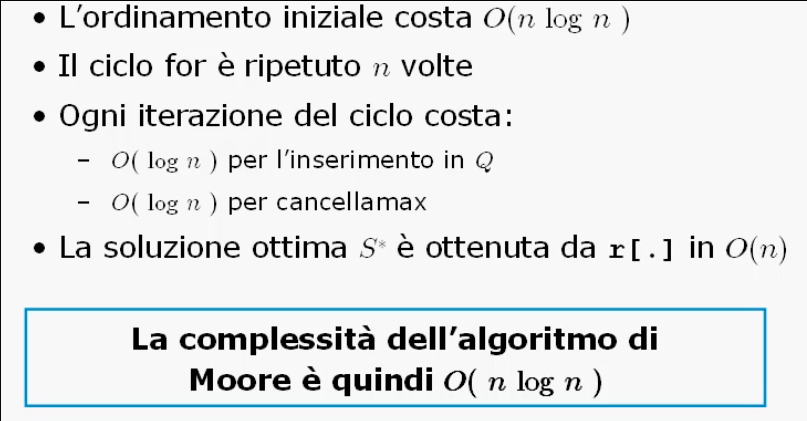 • L'ordinamento iniziale costa O(n log n )
• Il ciclo for è ripetuto n volte
• Ogni iterazione del ciclo costa:
– O( log n ) per l'inserimento in Q
– O( log n ) per cancellamax
• La soluzione ottima S* è ottenuta da r[.] in O(n)
La complessità dell'algoritmo di
Moore è quindi O( n log n )